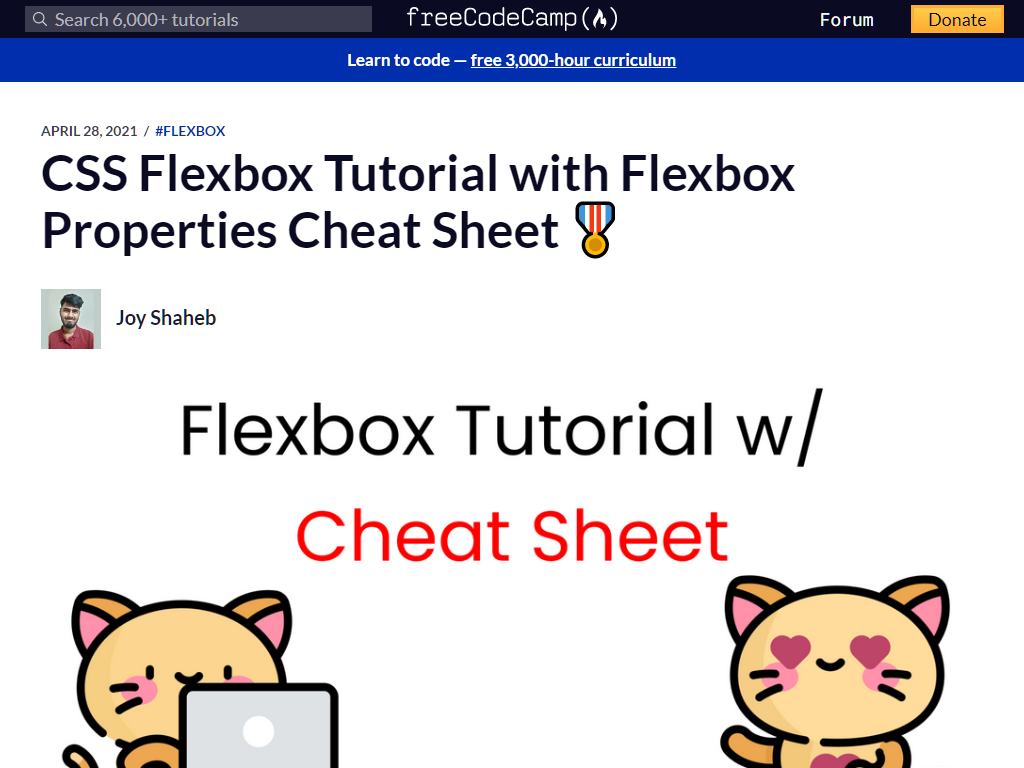 Search 6,000+ tutorials
freeCodeCamp(🔥)
Forum
Donate
Learn to code — free 3,000-hour curriculum
APRIL 28, 2021 / #FLEXBOX
CSS Flexbox Tutorial with Flexbox
Properties Cheat Sheet 🎖️
Joy Shaheb
Flexbox Tutorial w/
Cheat Sheet